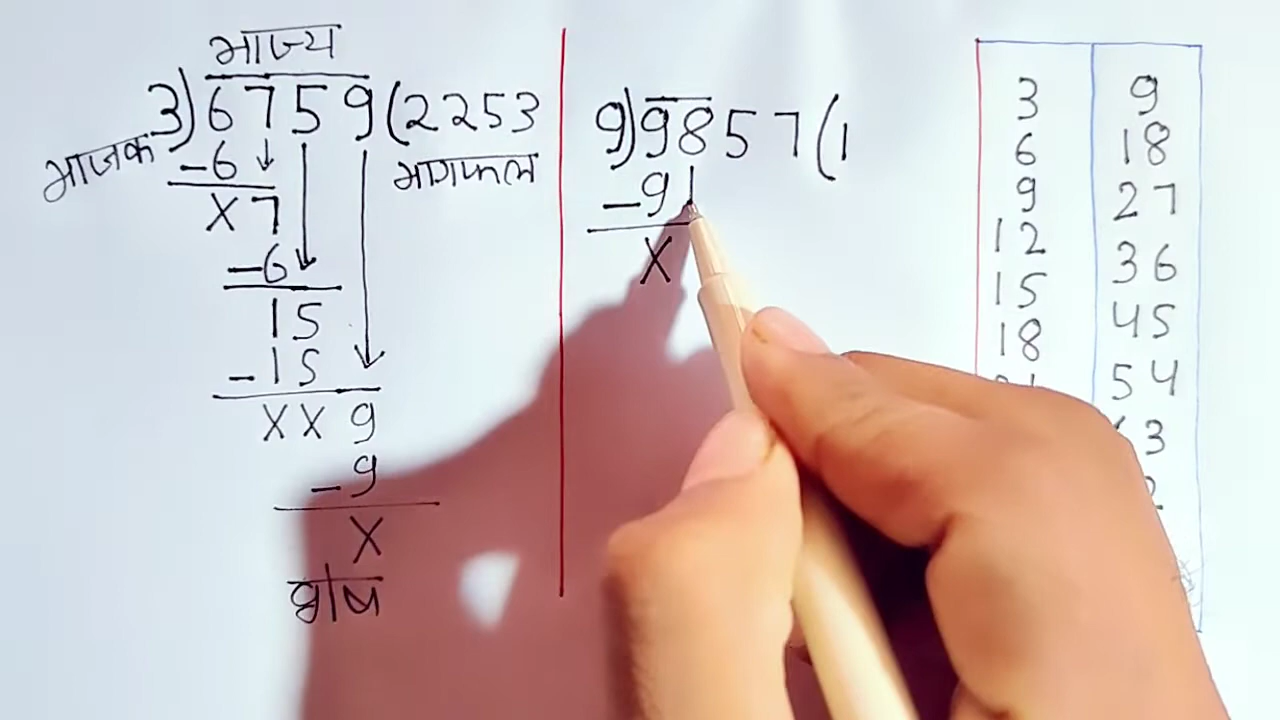 भाज्य
3)6759(2253
भाजक
भागफल
-6
x7
-6
15
-15
xx9
-9
x
शेष
9)9857(1
-9
x
3 9
6 18
9 27
12 36
15 45
18 54
3